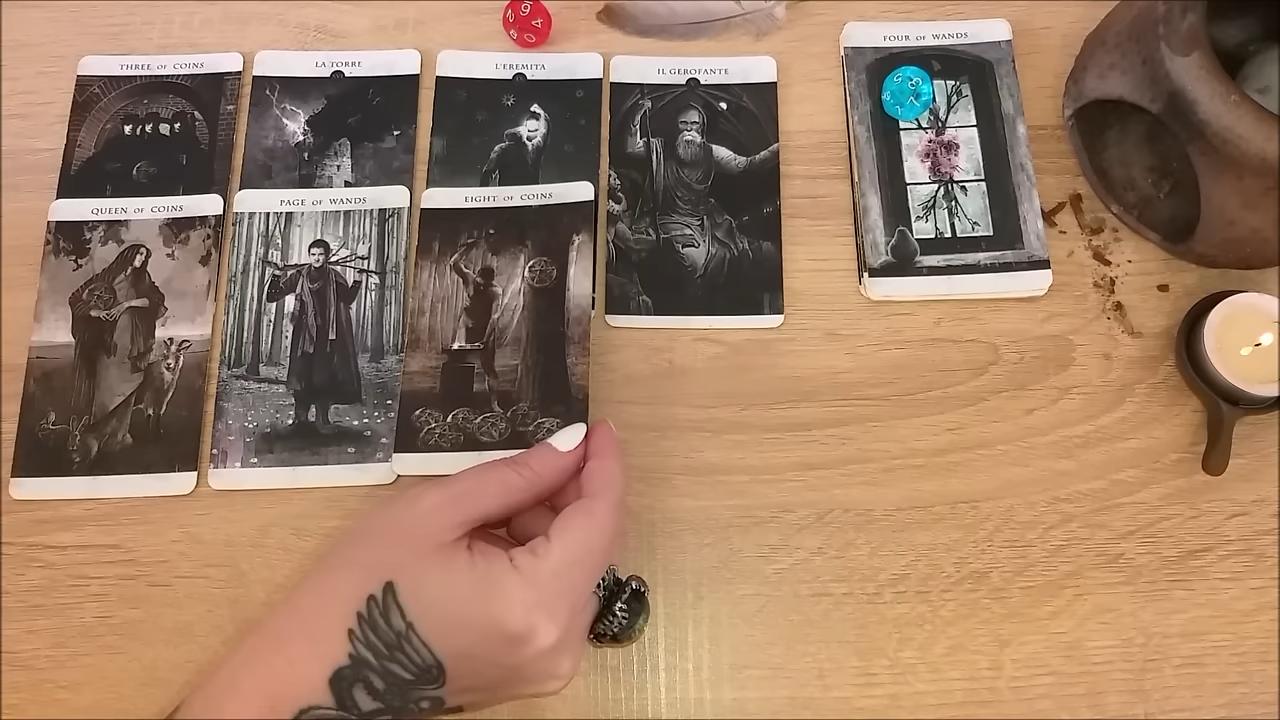 THREE OF COINS
LA TORRE
L'EREMITA
IL GEROFANTE
FOUR OF WANDS
QUEEN OF COINS
PAGE OF WANDS
EIGHT OF COINS